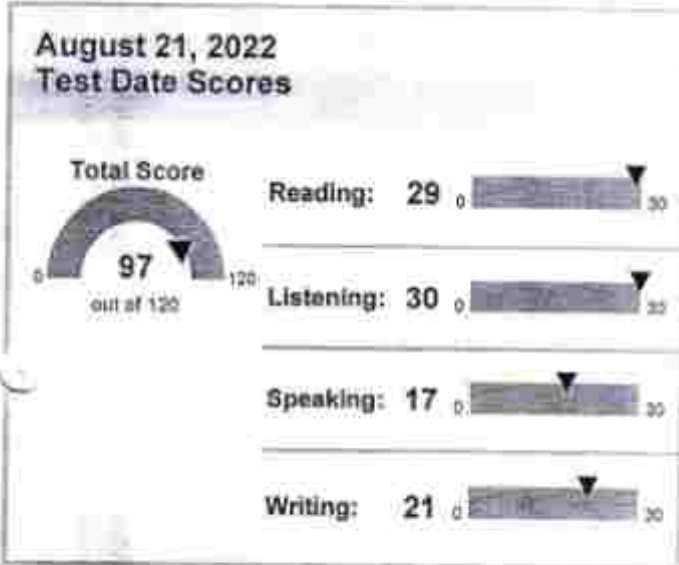 August 21, 2022
Test Date Scores
Total Score
0
97
120
out of 120
Reading: 29 0 30
Listening: 30 0 30
Speaking: 17 0 30
Writing: 21 0 30